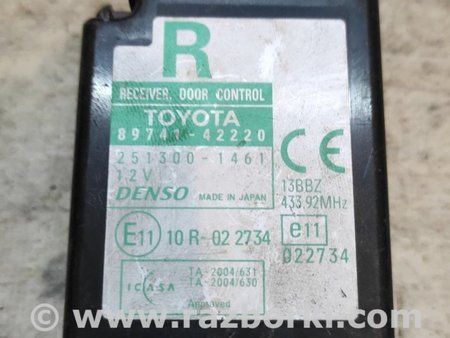 R
RECEIVER, DOOR CONTROL
TOYOTA
897414-42220
251300-1461
12V
DENSO MADE IN JAPAN
CE
13BBZ
433.92MHz
E11 10 R-02 2734
e11
022734
ICASA
TA-2004/631
TA-2004/630
Approved
www.razborki.com